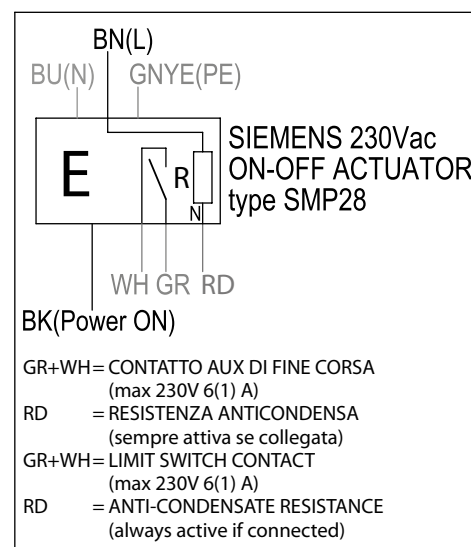 BN(L)
BU(N) GNYE(PE)
E
R
N
SIEMENS 230Vac
ON-OFF ACTUATOR
type SMP28
WH GR RD
BK(Power ON)
GR+WH= CONTATTO AUX DI FINE CORSA
(max 230V 6(1) A)
RD = RESISTENZA ANTICONDENSA
(sempre attiva se collegata)
GR+WH= LIMIT SWITCH CONTACT
(max 230V 6(1) A)
RD = ANTI-CONDENSATE RESISTANCE
(always active if connected)